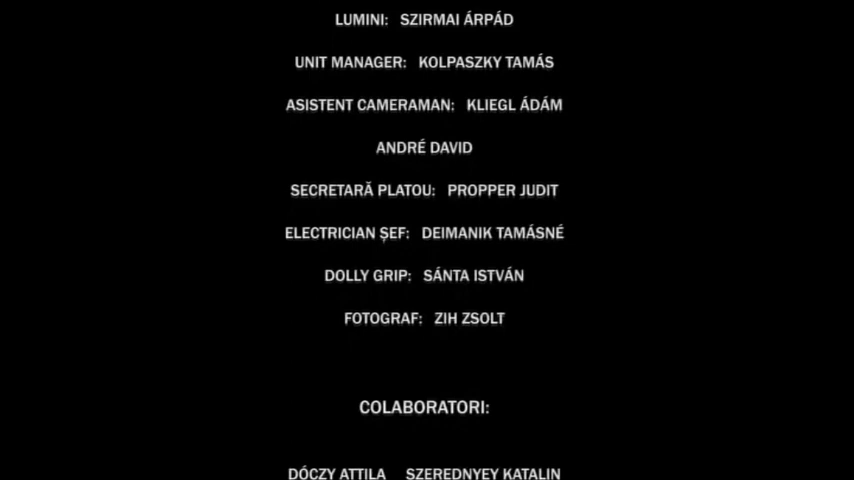 LUMINI: SZIRMAI ÁRPÁD
UNIT MANAGER: KOLPASZKY TAMÁS
ASISTENT CAMERAMAN: KLIEGL ÁDÁM
ANDRÉ DAVID
SECRETARĂ PLATOU: PROPPER JUDIT
ELECTRICIAN ȘEF: DEIMANIK TAMÁSNÉ
DOLLY GRIP: SÁNTA ISTVÁN
FOTOGRAF: ZIH ZSOLT
COLABORATORI:
DÓCZY ATTILA SZEREDNYEY KATALIN